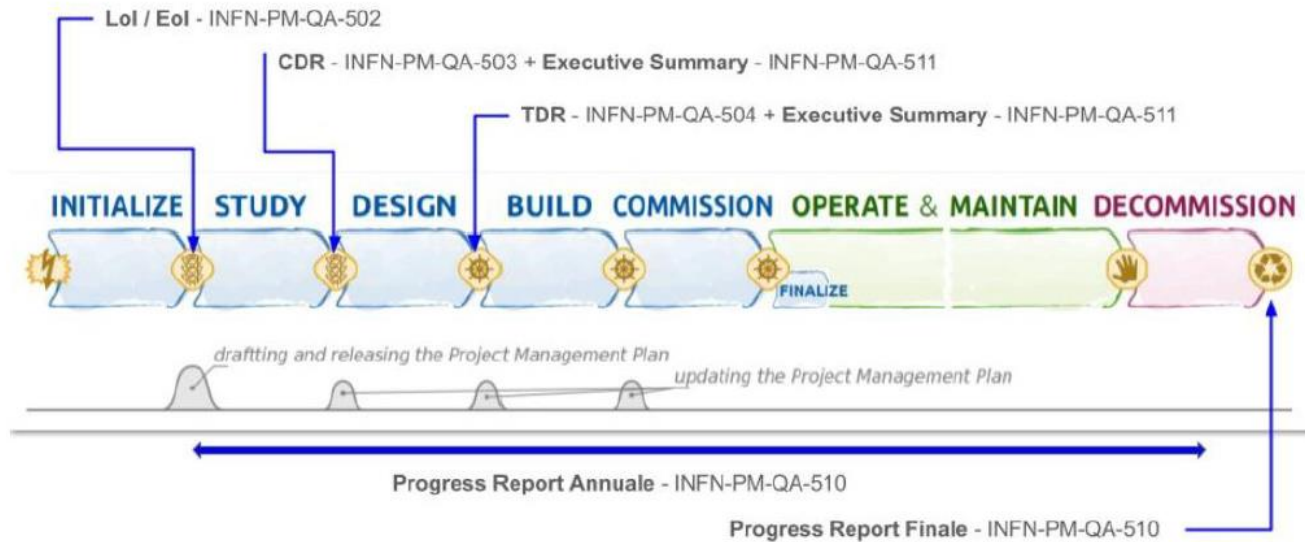 LoI / EoI - INFN-PM-QA-502
CDR - INFN-PM-QA-503 + Executive Summary - INFN-PM-QA-511
TDR - INFN-PM-QA-504 + Executive Summary - INFN-PM-QA-511
INITIALIZE STUDY DESIGN BUILD COMMISSION OPERATE & MAINTAIN DECOMMISSION
FINALIZE
draftting and releasing the Project Management Plan
updating the Project Management Plan
Progress Report Annuale - INFN-PM-QA-510
Progress Report Finale - INFN-PM-QA-510